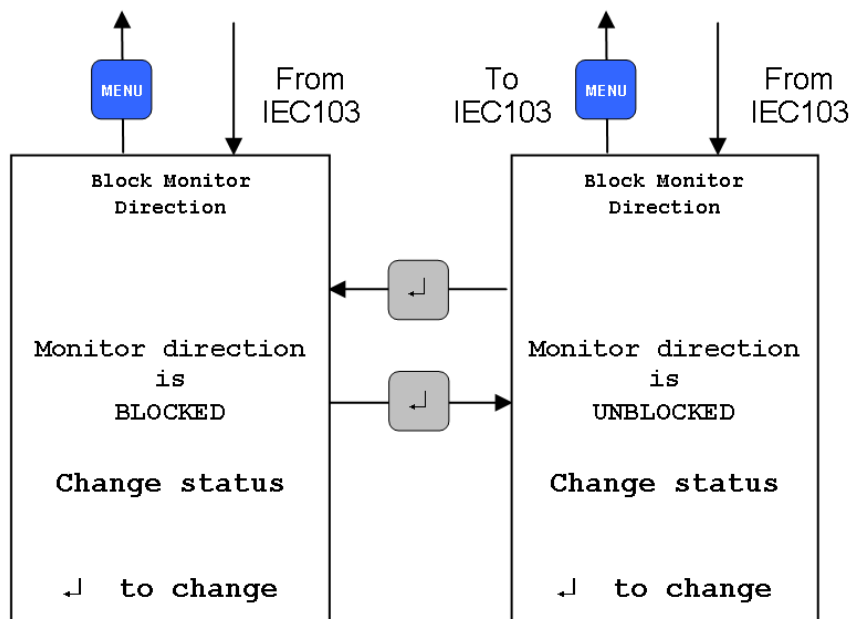 MENU
From
IEC103
To
IEC103
MENU
From
IEC103
Block Monitor
Direction
Monitor direction
is
BLOCKED
Change status
↵ to change
↵
↵
Block Monitor
Direction
Monitor direction
is
UNBLOCKED
Change status
↵ to change